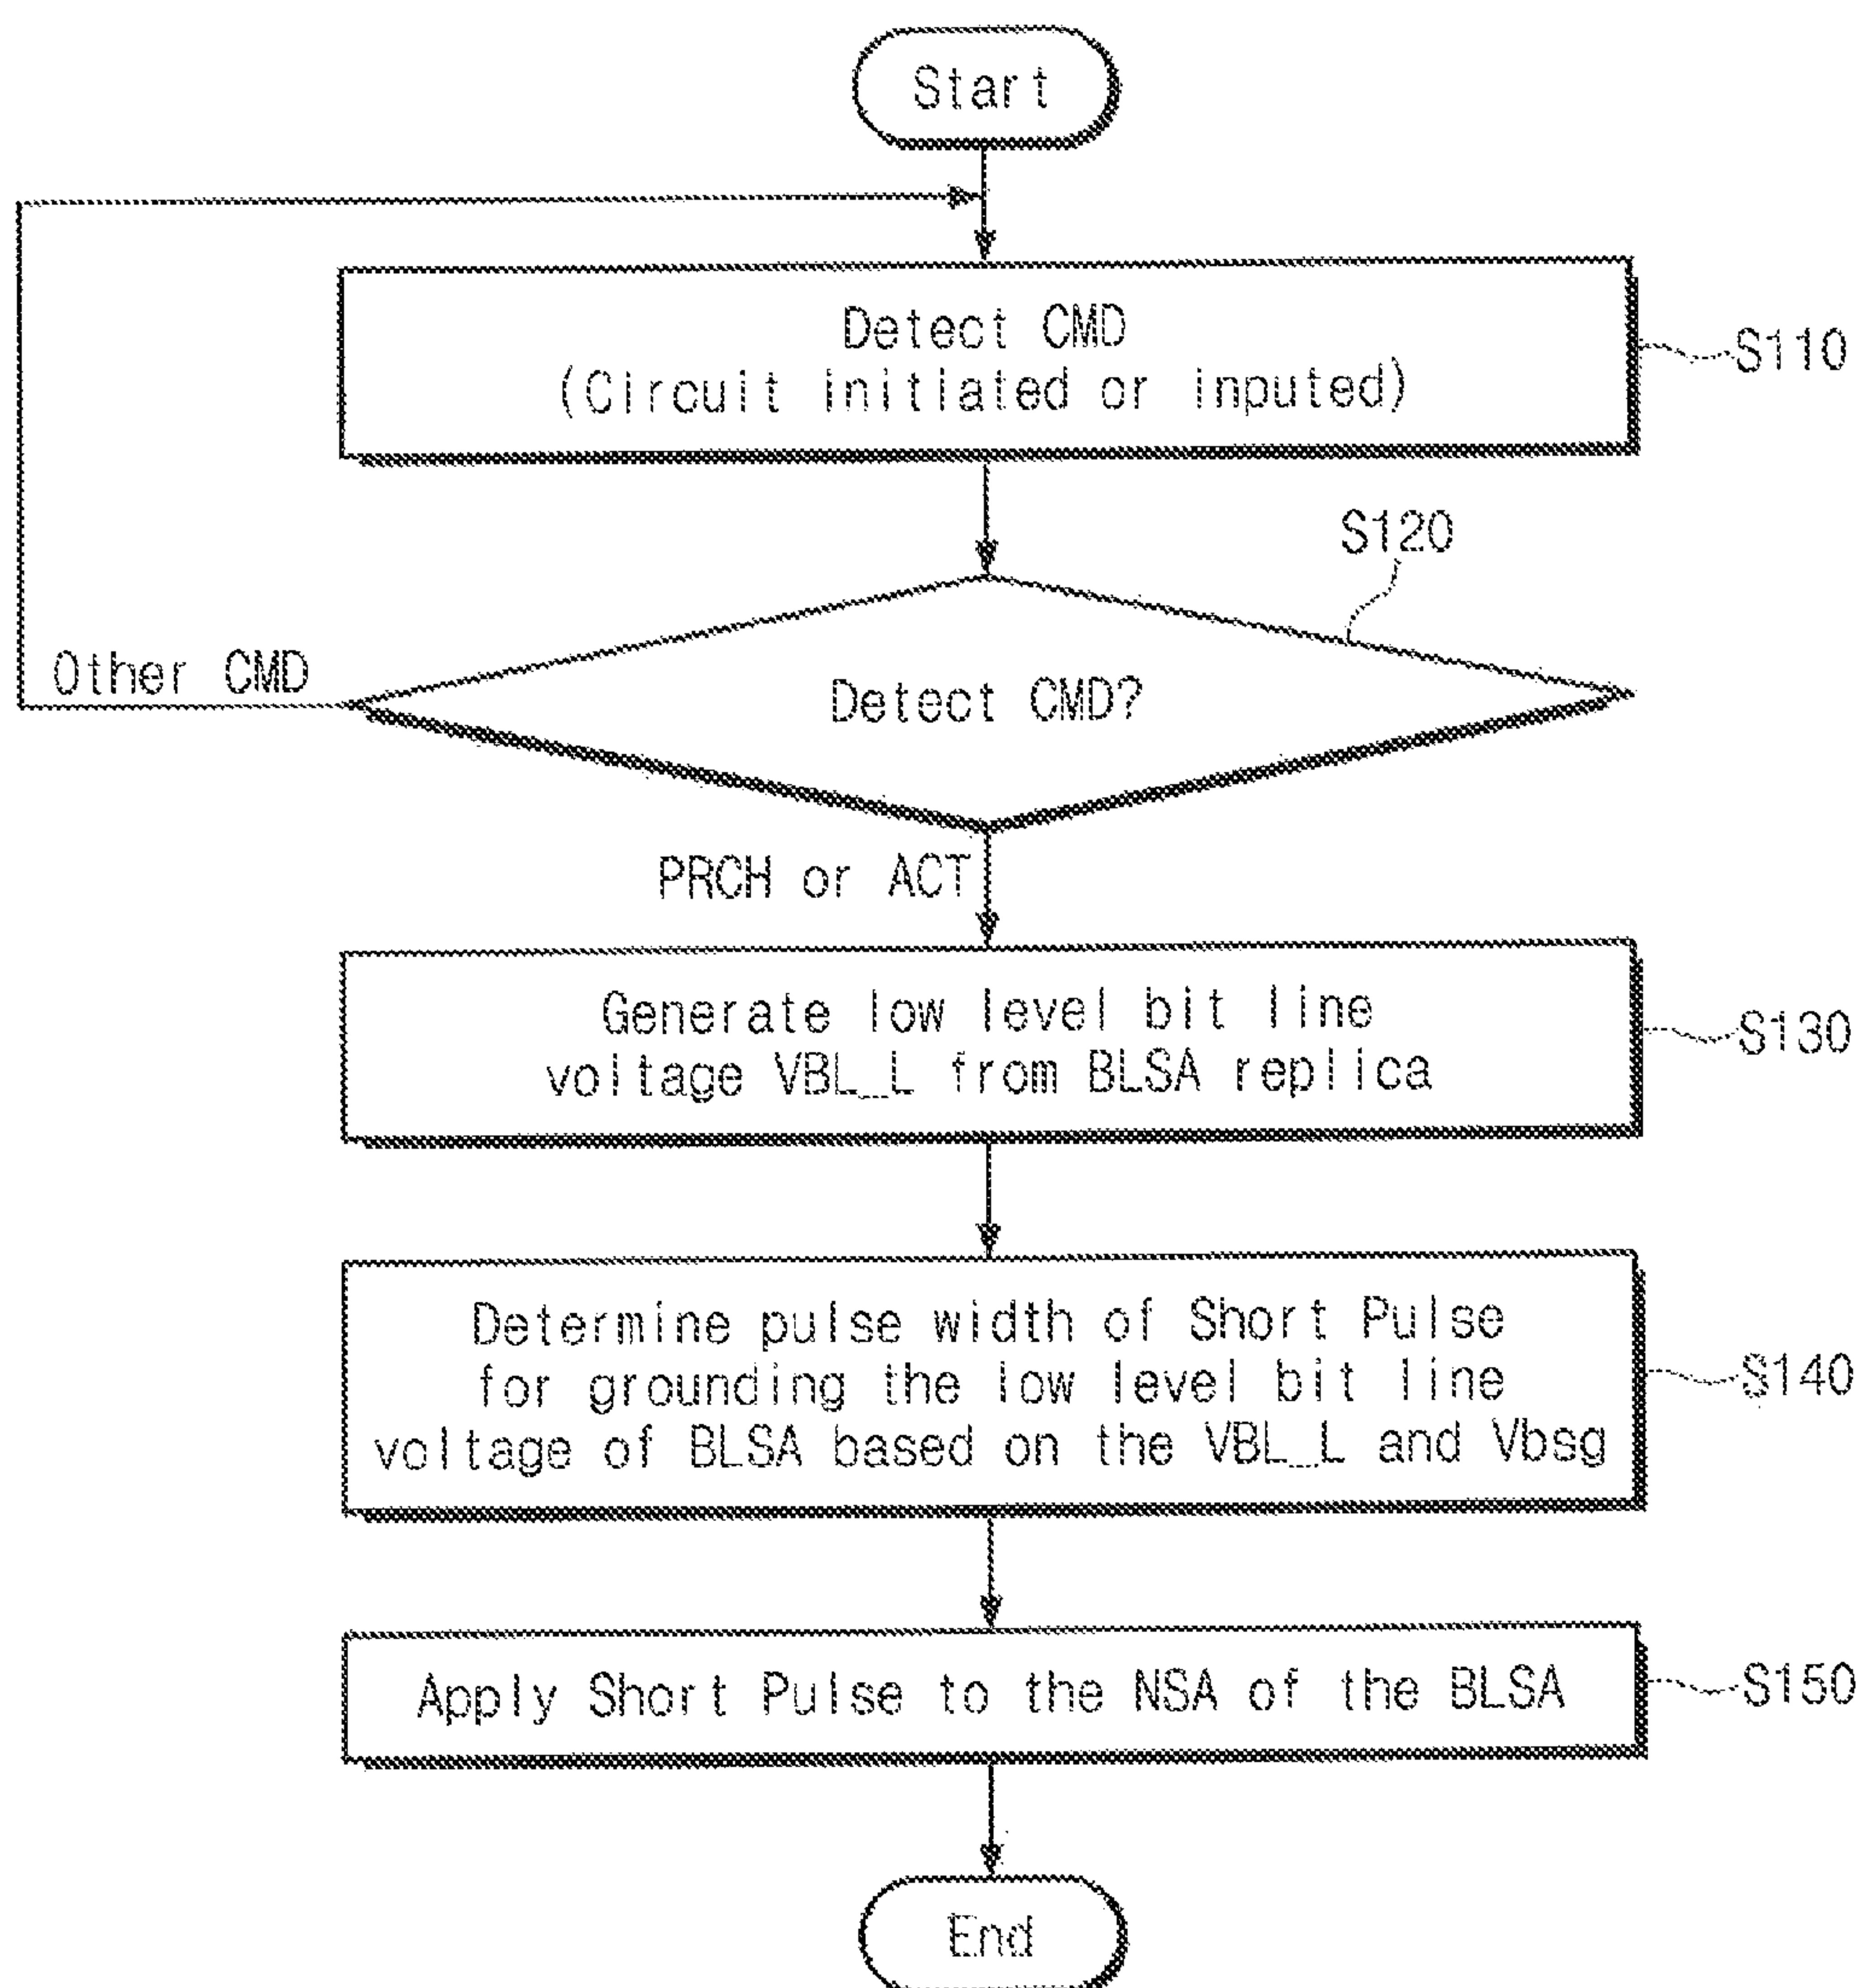 Start
Detect CMD
(Circuit initiated or inputed)
S110
S120
Other CMD
Detect CMD?
PRCH or ACT
Generate low level bit line
voltage VBL_L from BLSA replica
S130
Determine pulse width of Short Pulse
for grounding the low level bit line
voltage of BLSA based on the VBL_L and Vbsg
S140
Apply Short Pulse to the NSA of the BLSA
S150
End